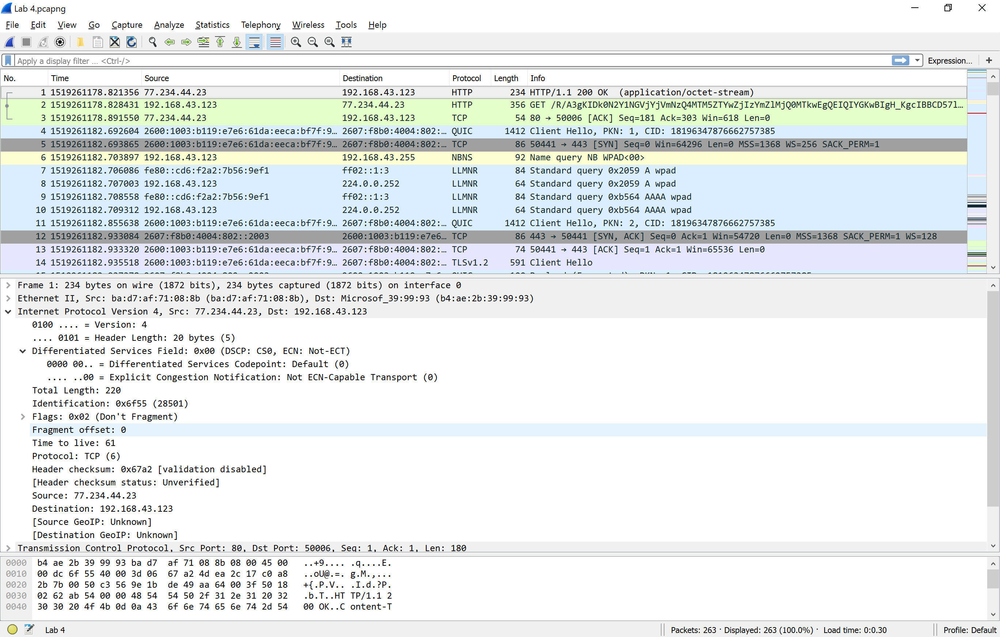 Lab 4.pcapng
File Edit View Go Capture Analyze Statistics Telephony Wireless Tools Help
Apply a display filter ... <Ctrl-/> Expression... +
No. Time Source Destination Protocol Length Info
1 1519261178.821356 77.234.44.23 192.168.43.123 HTTP 234 HTTP/1.1 200 OK (application/octet-stream)
2 1519261178.828431 192.168.43.123 77.234.44.23 HTTP 356 GET /R/A3gKIDk0N2Y1NGVjYjVmNzQ4MTM5ZTYwZjIzYmZlMjQ0MTkwEgQEIQIYGKwBIgH_KgcIBBCD57l…
3 1519261178.891550 77.234.44.23 192.168.43.123 TCP 54 80 → 50006 [ACK] Seq=181 Ack=303 Win=618 Len=0
4 1519261182.692604 2600:1003:b119:e7e6:61da:eeca:bf7f:9… 2607:f8b0:4004:802:… QUIC 1412 Client Hello, PKN: 1, CID: 18196347876662757385
5 1519261182.693865 2600:1003:b119:e7e6:61da:eeca:bf7f:9… 2607:f8b0:4004:802:… TCP 86 50441 → 443 [SYN] Seq=0 Win=64296 Len=0 MSS=1368 WS=256 SACK_PERM=1
6 1519261182.703897 192.168.43.123 192.168.43.255 NBNS 92 Name query NB WPAD<00>
7 1519261182.706086 fe80::cd6:f2a2:7b56:9ef1 ff02::1:3 LLMNR 84 Standard query 0x2059 A wpad
8 1519261182.707003 192.168.43.123 224.0.0.252 LLMNR 64 Standard query 0x2059 A wpad
9 1519261182.708558 fe80::cd6:f2a2:7b56:9ef1 ff02::1:3 LLMNR 84 Standard query 0xb564 AAAA wpad
10 1519261182.709312 192.168.43.123 224.0.0.252 LLMNR 64 Standard query 0xb564 AAAA wpad
11 1519261182.855638 2600:1003:b119:e7e6:61da:eeca:bf7f:9… 2607:f8b0:4004:802:… QUIC 1412 Client Hello, PKN: 2, CID: 18196347876662757385
12 1519261182.933084 2607:f8b0:4004:802::2003 2600:1003:b119:e7e6… TCP 86 443 → 50441 [SYN, ACK] Seq=0 Ack=1 Win=54720 Len=0 MSS=1368 SACK_PERM=1 WS=128
13 1519261182.933320 2600:1003:b119:e7e6:61da:eeca:bf7f:9… 2607:f8b0:4004:802:… TCP 74 50441 → 443 [ACK] Seq=1 Ack=1 Win=65536 Len=0
14 1519261182.935518 2600:1003:b119:e7e6:61da:eeca:bf7f:9… 2607:f8b0:4004:802:… TLSv1.2 591 Client Hello
Frame 1: 234 bytes on wire (1872 bits), 234 bytes captured (1872 bits) on interface 0
Ethernet II, Src: ba:d7:af:71:08:8b (ba:d7:af:71:08:8b), Dst: Microsof_39:99:93 (b4:ae:2b:39:99:93)
Internet Protocol Version 4, Src: 77.234.44.23, Dst: 192.168.43.123
0100 .... = Version: 4
.... 0101 = Header Length: 20 bytes (5)
Differentiated Services Field: 0x00 (DSCP: CS0, ECN: Not-ECT)
0000 00.. = Differentiated Services Codepoint: Default (0)
.... ..00 = Explicit Congestion Notification: Not ECN-Capable Transport (0)
Total Length: 220
Identification: 0x6f55 (28501)
Flags: 0x02 (Don't Fragment)
Fragment offset: 0
Time to live: 61
Protocol: TCP (6)
Header checksum: 0x67a2 [validation disabled]
[Header checksum status: Unverified]
Source: 77.234.44.23
Destination: 192.168.43.123
[Source GeoIP: Unknown]
[Destination GeoIP: Unknown]
Transmission Control Protocol, Src Port: 80, Dst Port: 50006, Seq: 1, Ack: 1, Len: 180
0000 b4 ae 2b 39 99 93 ba d7 af 71 08 8b 08 00 45 00 ..+9.... .q....E.
0010 00 dc 6f 55 40 00 3d 06 67 a2 4d ea 2c 17 c0 a8 ..oU@.=. g.M.,...
0020 2b 7b 00 50 c3 56 9e 1b de 49 aa 64 00 3f 50 18 +{.P.V.. .I.d.?P.
0030 02 62 ab 54 00 00 48 54 54 50 2f 31 2e 31 20 32 .b.T..HT TP/1.1 2
0040 30 30 20 4f 4b 0d 0a 43 6f 6e 74 65 6e 74 2d 54 00 OK..C ontent-T
Lab 4 Packets: 263 · Displayed: 263 (100.0%) · Load time: 0:0.30 Profile: Default